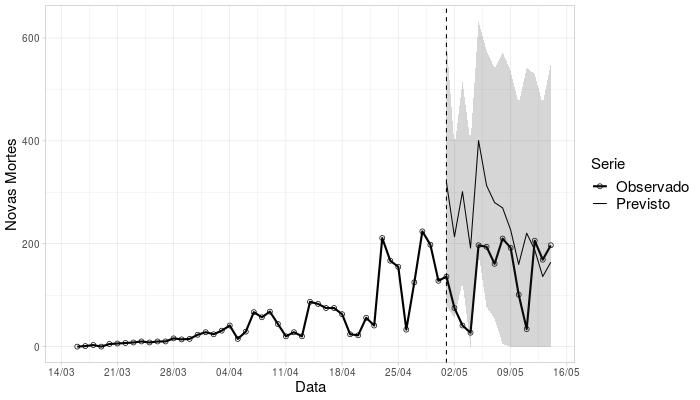 600
400
200
0
Novas Mortes
14/03 21/03 28/03 04/04 11/04 18/04 25/04 02/05 09/05 16/05
Data
Serie
Observado
Previsto